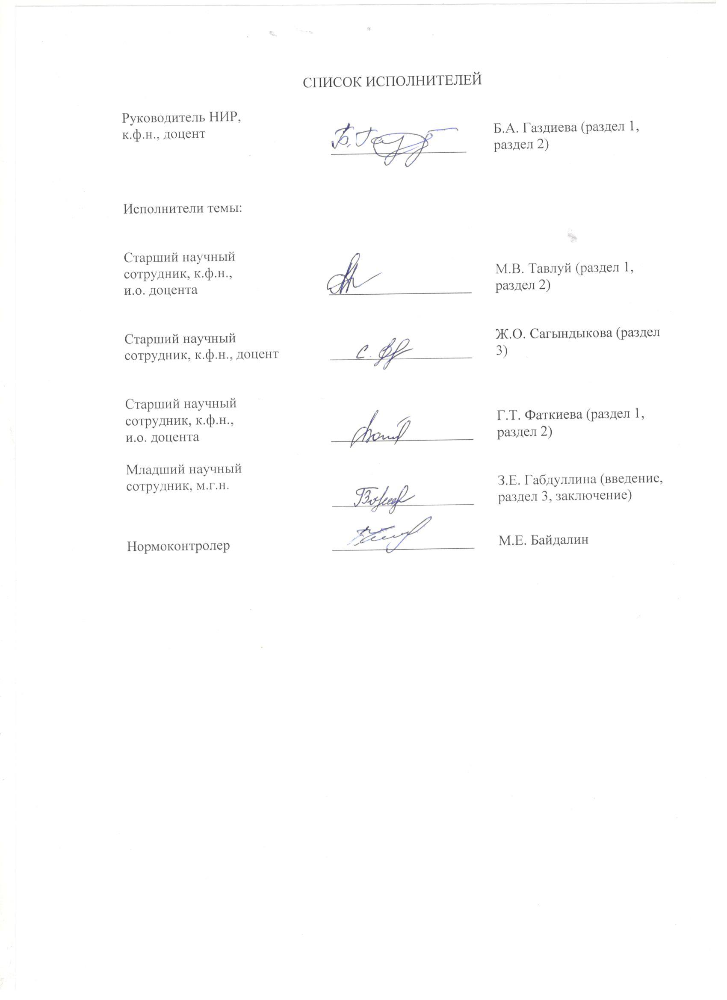 СПИСОК ИСПОЛНИТЕЛЕЙ
Руководитель НИР,
к.ф.н., доцент
Б.А. Газдиева (раздел 1,
раздел 2)
Исполнители темы:
Старший научный
сотрудник, к.ф.н.,
и.о. доцента
М.В. Тавлуй (раздел 1,
раздел 2)
Старший научный
сотрудник, к.ф.н., доцент
Ж.О. Сагындыкова (раздел
3)
Старший научный
сотрудник, к.ф.н.,
и.о. доцента
Г.Т. Фаткиева (раздел 1,
раздел 2)
Младший научный
сотрудник, м.г.н.
З.Е. Габдуллина (введение,
раздел 3, заключение)
Нормоконтролер
М.Е. Байдалин